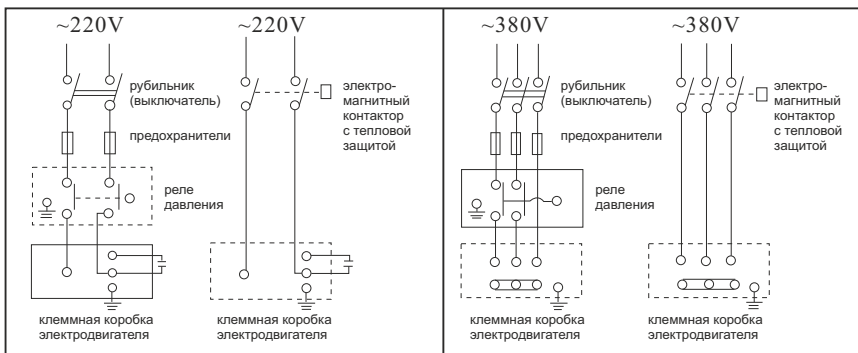 ~220V
~220V
рубильник
(выключатель)
предохранители
реле
давления
клеммная коробка
электродвигателя
электро-
магнитный
контактор
с тепловой
защитой
клеммная коробка
электродвигателя
~380V
~380V
рубильник
(выключатель)
предохранители
реле
давления
клеммная коробка
электродвигателя
электро-
магнитный
контактор
с тепловой
защитой
клеммная коробка
электродвигателя